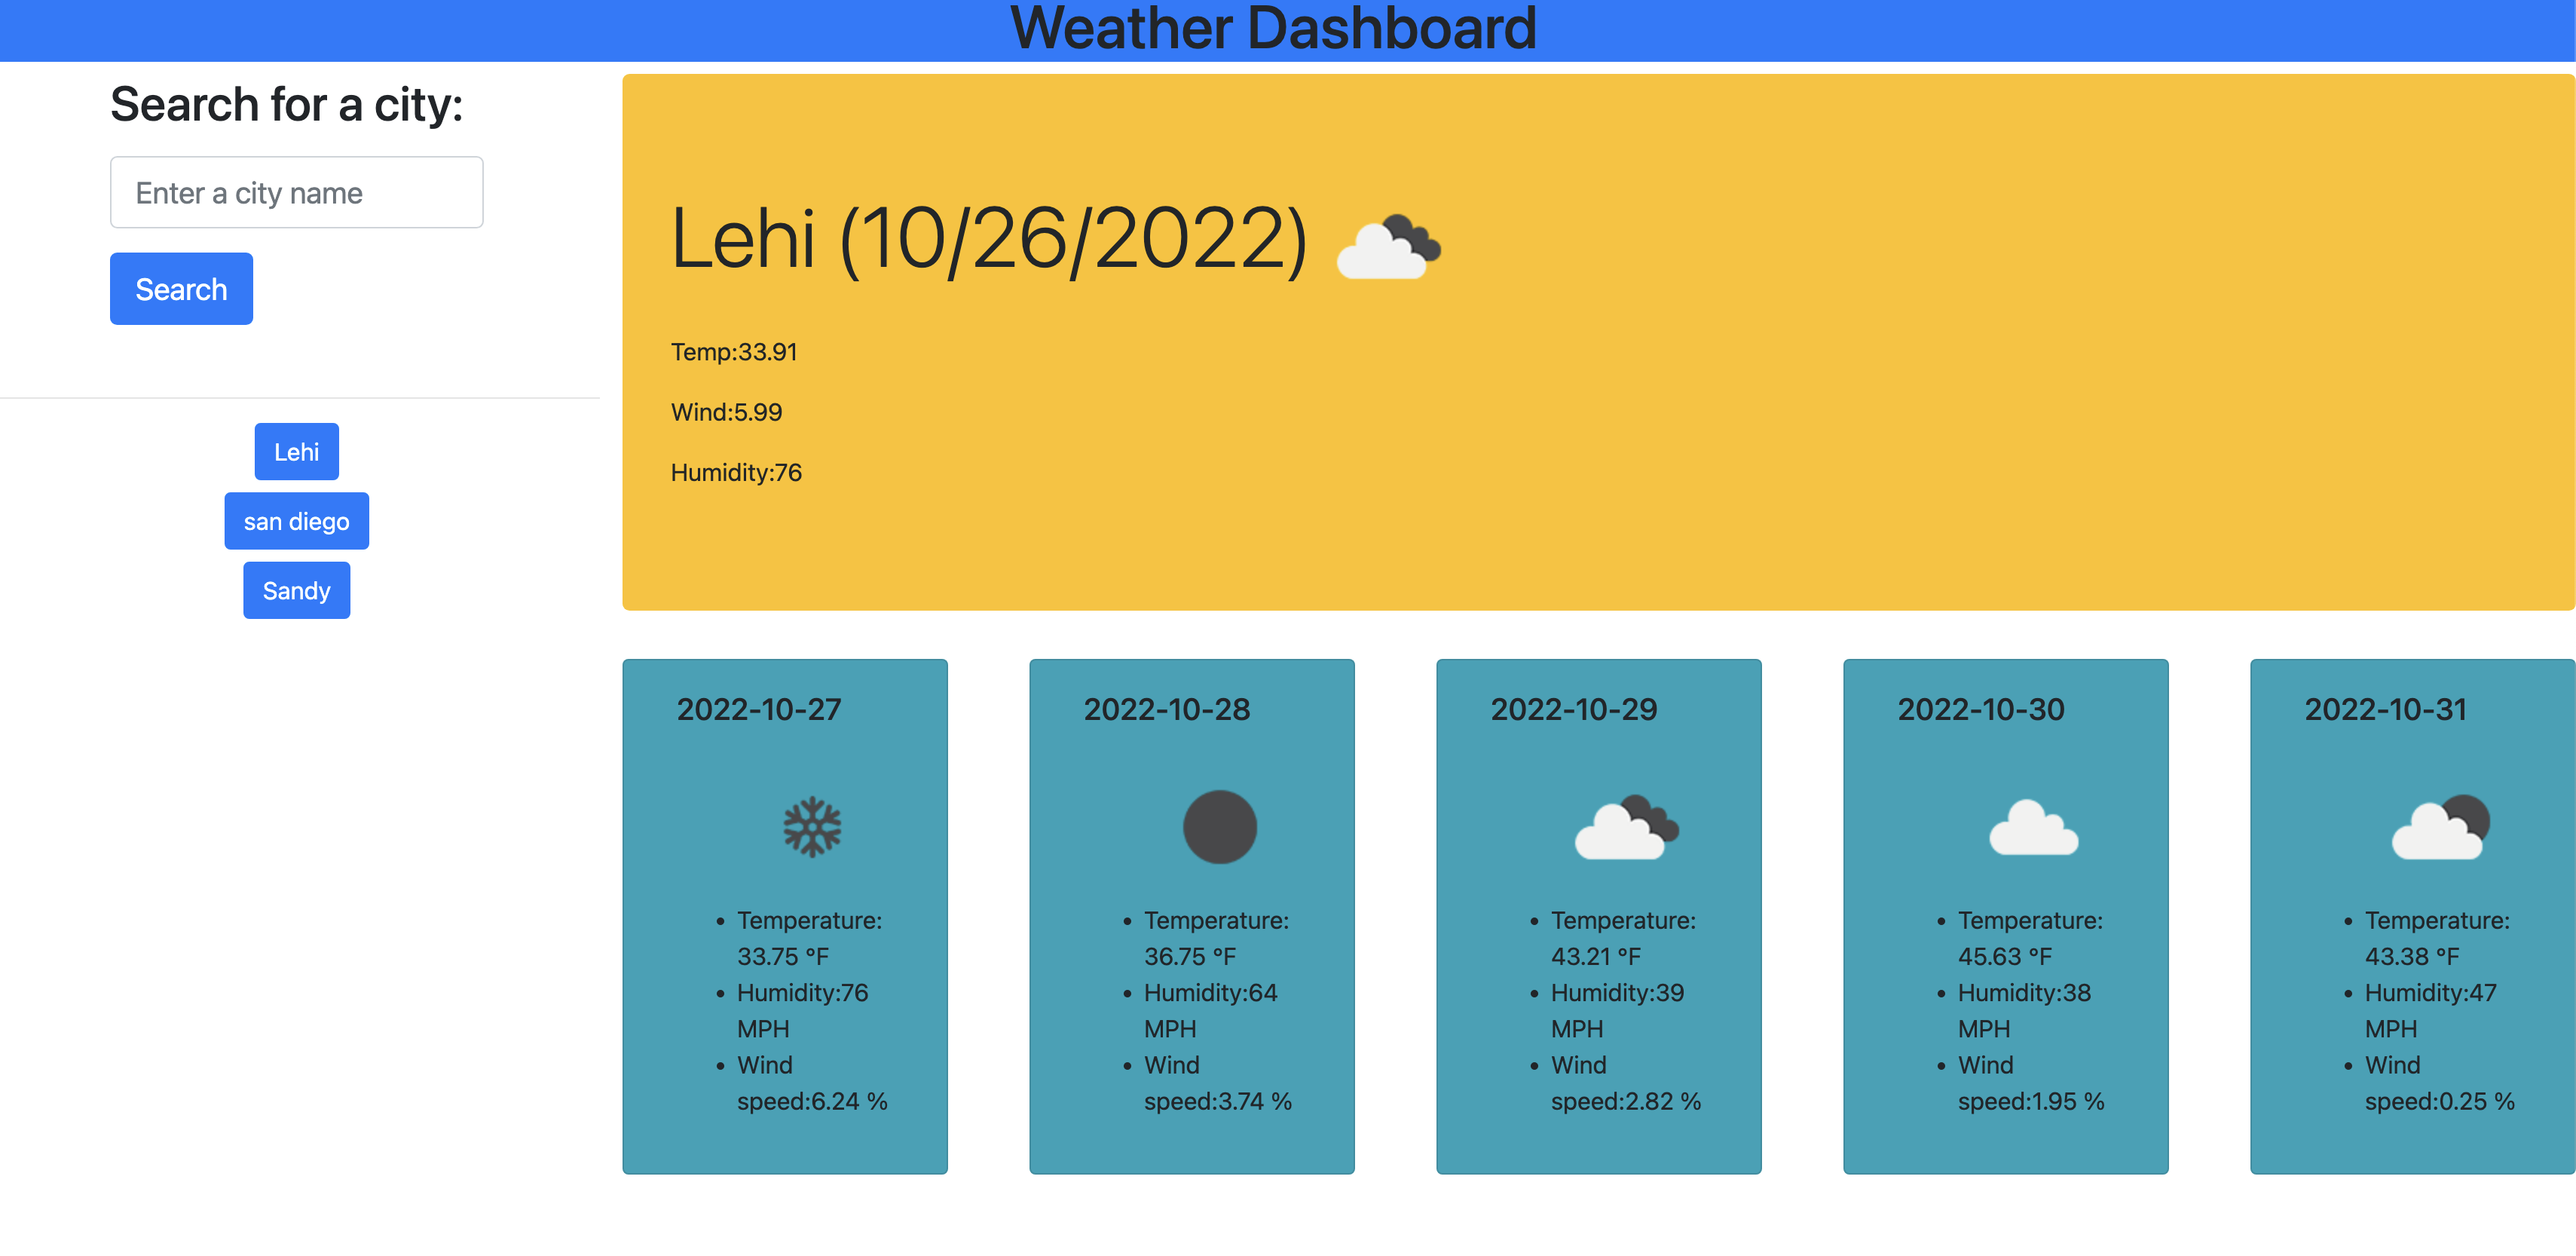 Weather Dashboard
Search for a city:
Enter a city name
Search
Lehi
san diego
Sandy
Lehi (10/26/2022)
Temp:33.91
Wind:5.99
Humidity:76
2022-10-27
Temperature:
33.75 °F
Humidity:76
MPH
Wind
speed:6.24 %
2022-10-28
Temperature:
36.75 °F
Humidity:64
MPH
Wind
speed:3.74 %
2022-10-29
Temperature:
43.21 °F
Humidity:39
MPH
Wind
speed:2.82 %
2022-10-30
Temperature:
45.63 °F
Humidity:38
MPH
Wind
speed:1.95 %
2022-10-31
Temperature:
43.38 °F
Humidity:47
MPH
Wind
speed:0.25 %